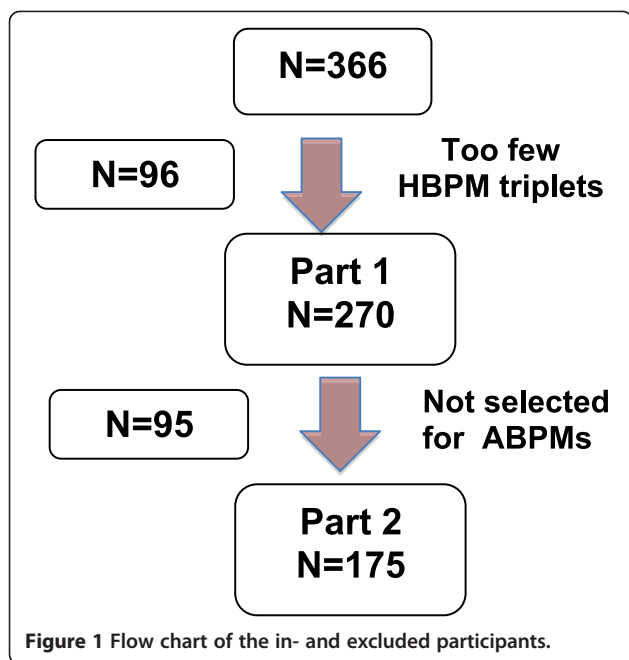 N=366
N=96
Too few
HBPM triplets
Part 1
N=270
N=95
Not selected
for ABPMs
Part 2
N=175
Figure 1 Flow chart of the in- and excluded participants.